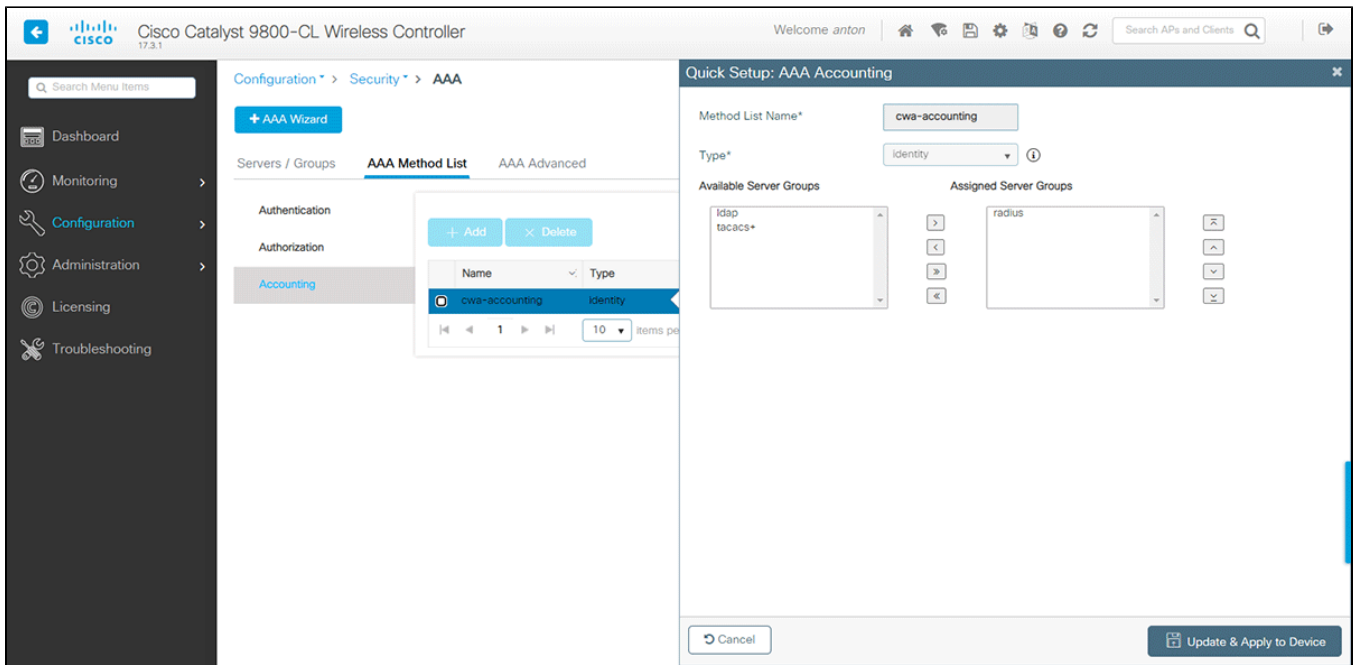 CISCO
Cisco Catalyst 9800-CL Wireless Controller
17.3.1
Welcome anton
Search APs and Clients
Search Menu Items
Dashboard
Monitoring
Configuration
Administration
Licensing
Troubleshooting
Configuration > Security > AAA
+ AAA Wizard
Servers / Groups AAA Method List AAA Advanced
Authentication
Authorization
Accounting
+ Add × Delete
Name Type
cwa-accounting identity
1 10 items pe
Quick Setup: AAA Accounting
Method List Name* cwa-accounting
Type* identity
Available Server Groups Assigned Server Groups
ldap
tacacs+
radius
Cancel
Update & Apply to Device